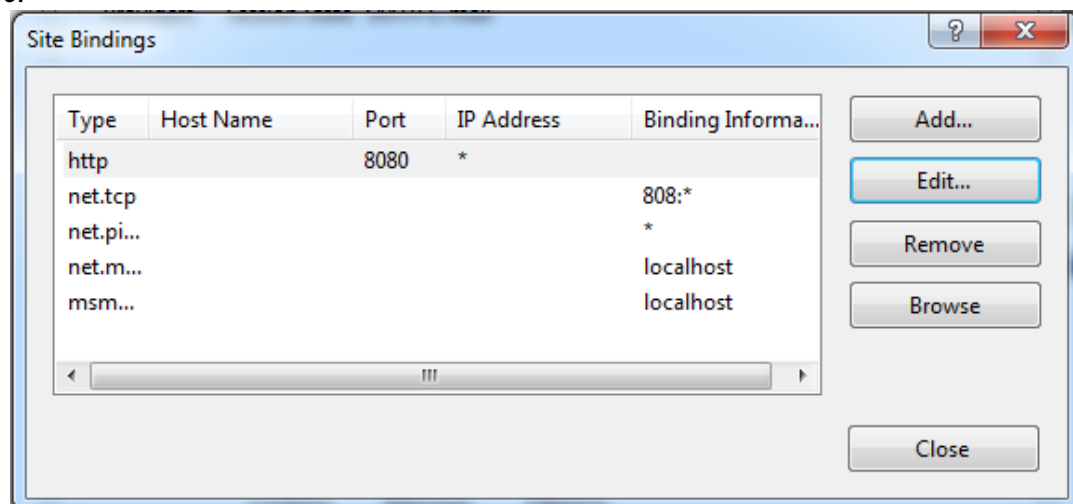 Site Bindings
Type Host Name Port IP Address Binding Informa...
http 8080 *
net.tcp 808:*
net.pi... *
net.m... localhost
msm... localhost
Add...
Edit...
Remove
Browse
Close